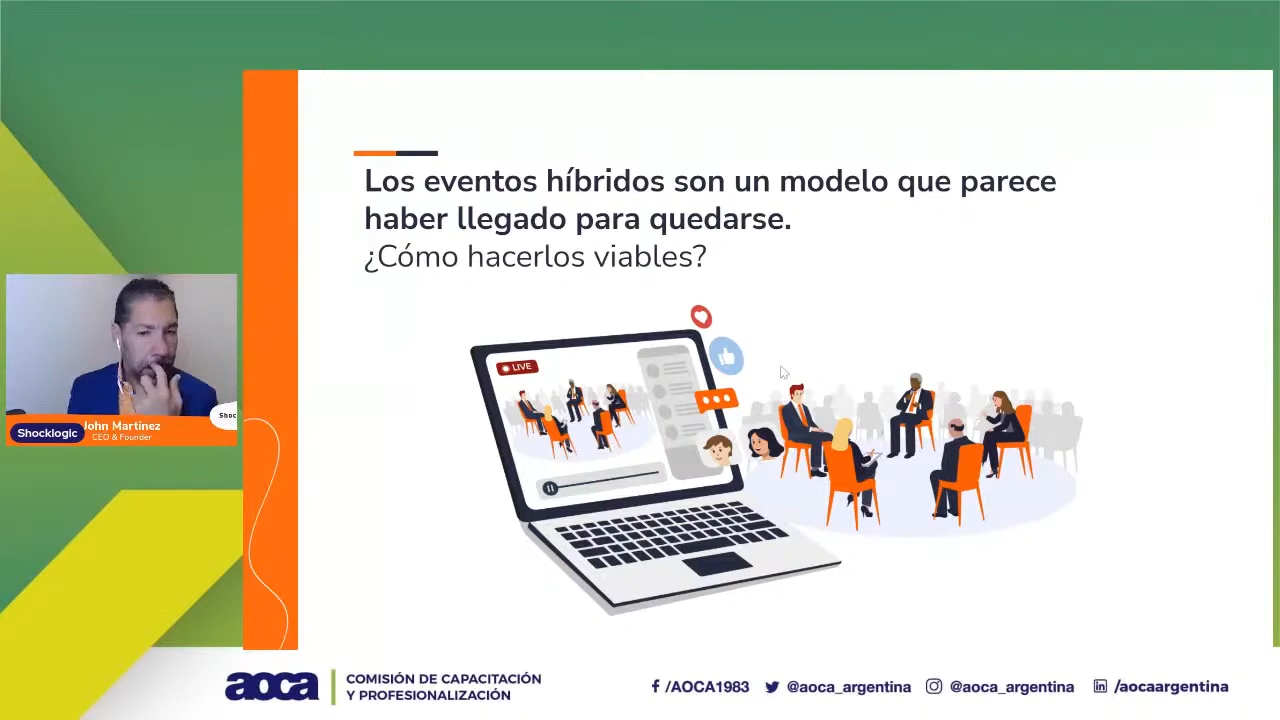 Los eventos híbridos son un modelo que parece
haber llegado para quedarse.
¿Cómo hacerlos viables?
LIVE
John Martinez
CEO & Founder
Shocklogic
Shoc
aoca
COMISIÓN DE CAPACITACIÓN
Y PROFESIONALIZACIÓN
/AOCA1983
@aoca_argentina
@aoca_argentina
/aocaargentina